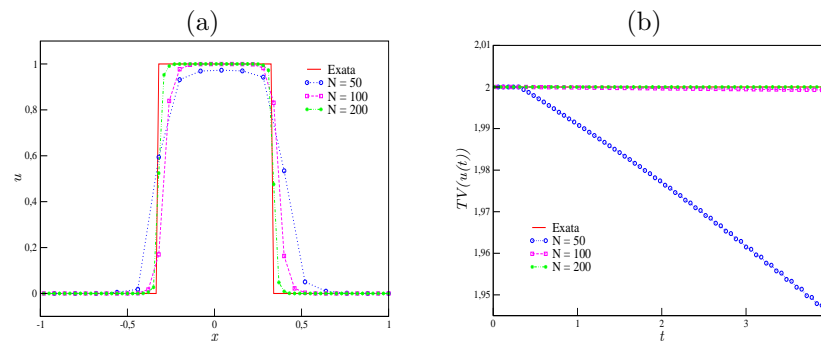 (a)
1
0,8
0,6
0,4
0,2
0
-1
-0,5
0
0,5
1
u
x
Exata
N = 50
N = 100
N = 200
(b)
2,01
2
1,99
1,98
1,97
1,96
1,95
0
1
2
3
TV(u(t))
t
Exata
N = 50
N = 100
N = 200